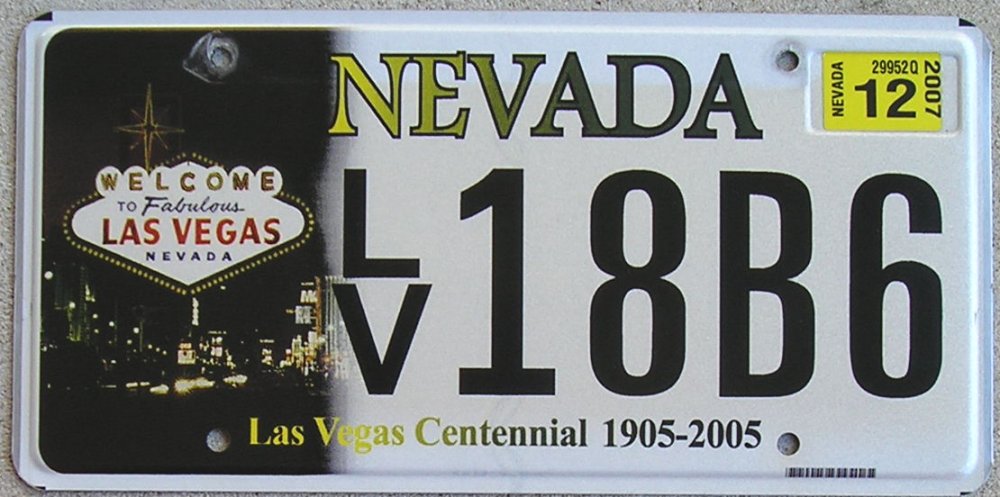 NEVADA
NEVADA 29952Q 12 2007
WELCOME
TO Fabulous
LAS VEGAS
NEVADA
LV 18B6
Las Vegas Centennial 1905-2005